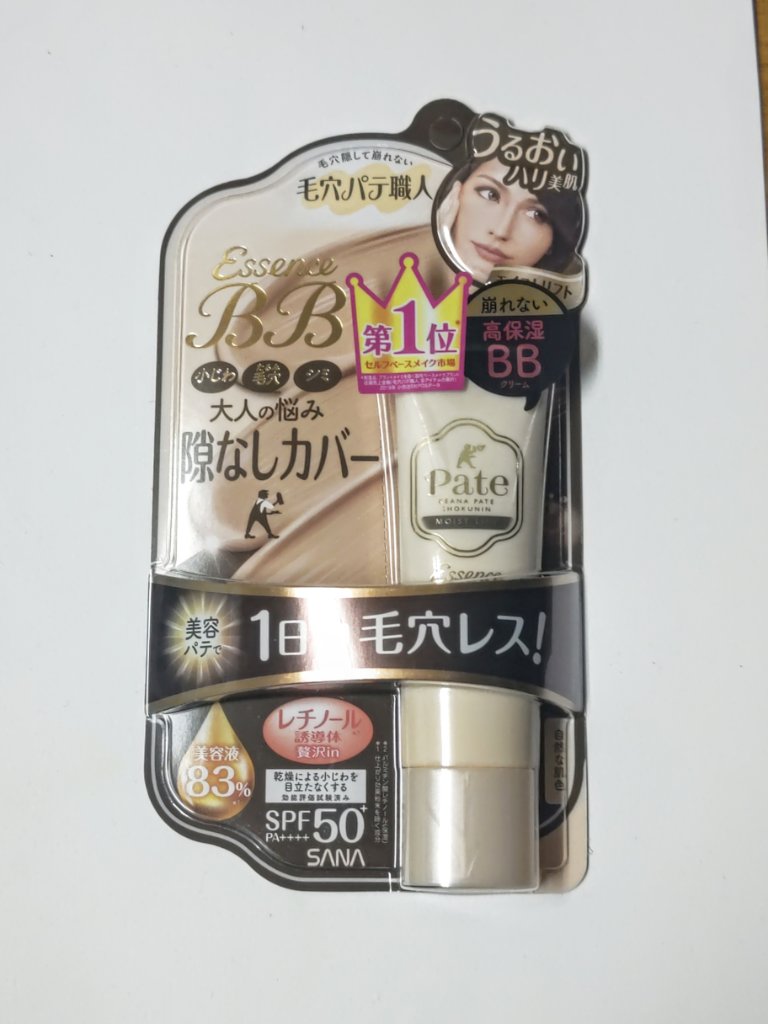 うるおい
ハリ美肌
毛穴隠して崩れない
毛穴パテ職人
Essence
BB
小じわ
毛穴
シミ
大人の悩み
隙なしカバー
第1位
セルフベースメイク市場
崩れない
高保湿
BB
クリーム
Pate
KEANA PATE
SHOKUNIN
MOIST LIFT
Essence
美容
パテで
1日
毛穴レス!
美容液
83%
レチノール
誘導体
贅沢in
乾燥による小じわを
目立たなくする
効能評価試験済み
SPF50+
PA++++
SANA
自然な肌色